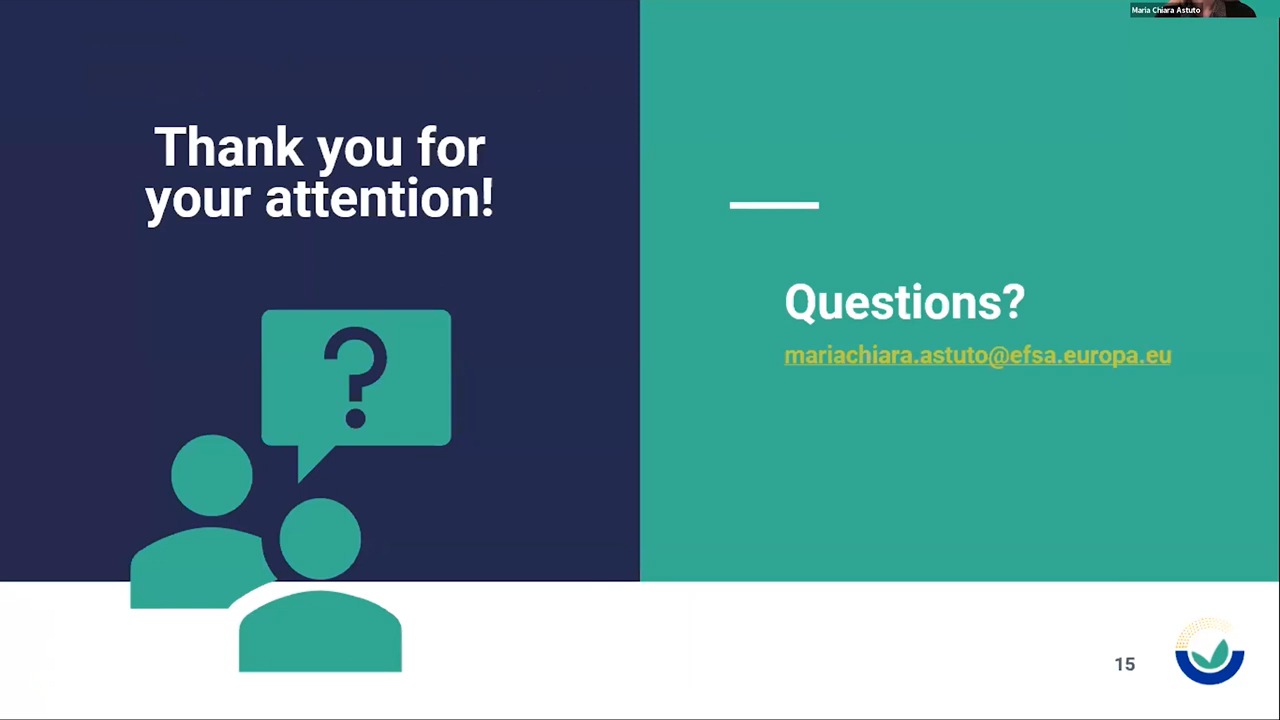 Maria Chiara Astuto
Thank you for
your attention!
?
Questions?
mariachiara.astuto@efsa.europa.eu
15